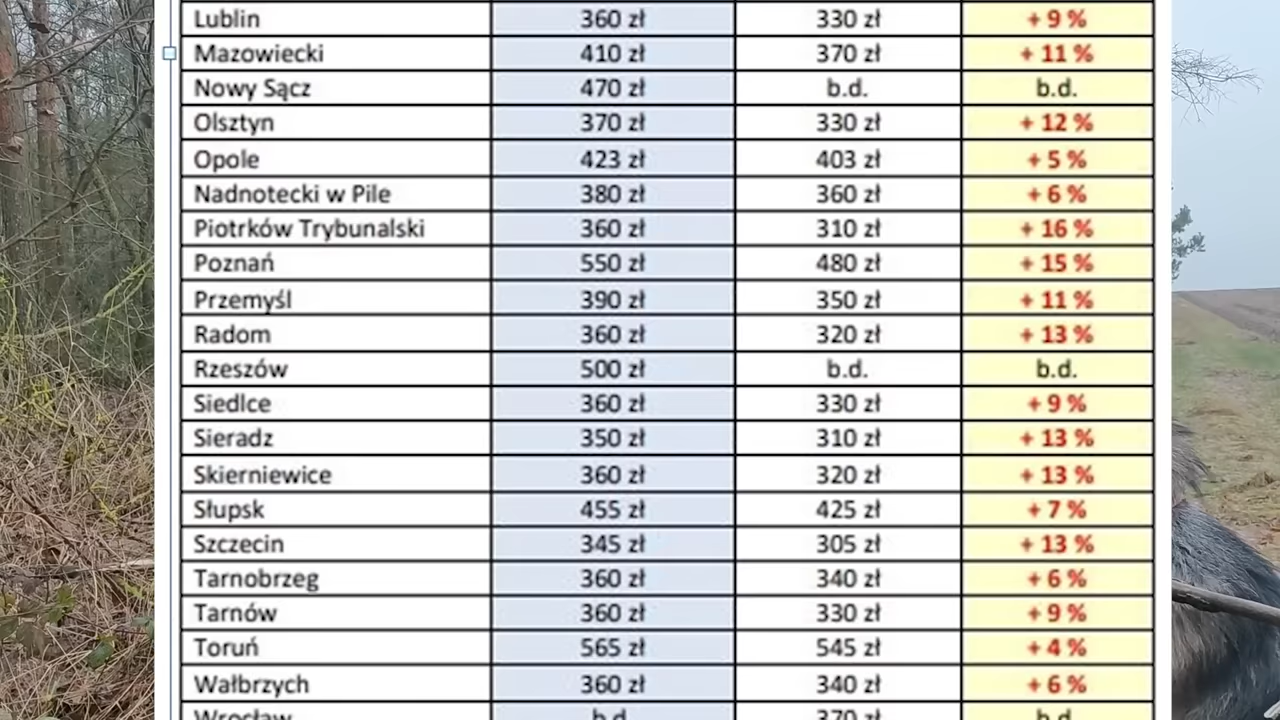 Lublin 360 zł 330 zł + 9 %
Mazowiecki 410 zł 370 zł + 11 %
Nowy Sącz 470 zł b.d. b.d.
Olsztyn 370 zł 330 zł + 12 %
Opole 423 zł 403 zł + 5 %
Nadnotecki w Pile 380 zł 360 zł + 6 %
Piotrków Trybunalski 360 zł 310 zł + 16 %
Poznań 550 zł 480 zł + 15 %
Przemyśl 390 zł 350 zł + 11 %
Radom 360 zł 320 zł + 13 %
Rzeszów 500 zł b.d. b.d.
Siedlce 360 zł 330 zł + 9 %
Sieradz 350 zł 310 zł + 13 %
Skierniewice 360 zł 320 zł + 13 %
Słupsk 455 zł 425 zł + 7 %
Szczecin 345 zł 305 zł + 13 %
Tarnobrzeg 360 zł 340 zł + 6 %
Tarnów 360 zł 330 zł + 9 %
Toruń 565 zł 545 zł + 4 %
Wałbrzych 360 zł 340 zł + 6 %
Wrocław b.d. 370 zł b.d.